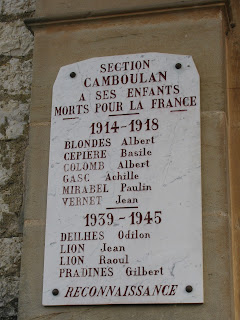 SECTION
CAMBOULAN
A SES ENFANTS
MORTS POUR LA FRANCE
1914-1918
BLONDES Albert
CEPIERE Basile
COLOMB Albert
GASC Achille
MIRABEL Paulin
VERNET Jean
1939-1945
DEILHES Odilon
LION Jean
LION Raoul
PRADINES Gilbert
RECONNAISSANCE